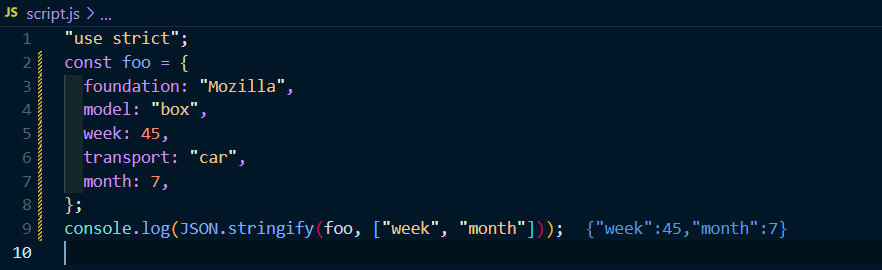 JS script.js > ...
1 "use strict";
2 const foo = {
3 foundation: "Mozilla",
4 model: "box",
5 week: 45,
6 transport: "car",
7 month: 7,
8 };
9 console.log(JSON.stringify(foo, ["week", "month"])); {"week":45,"month":7}
10